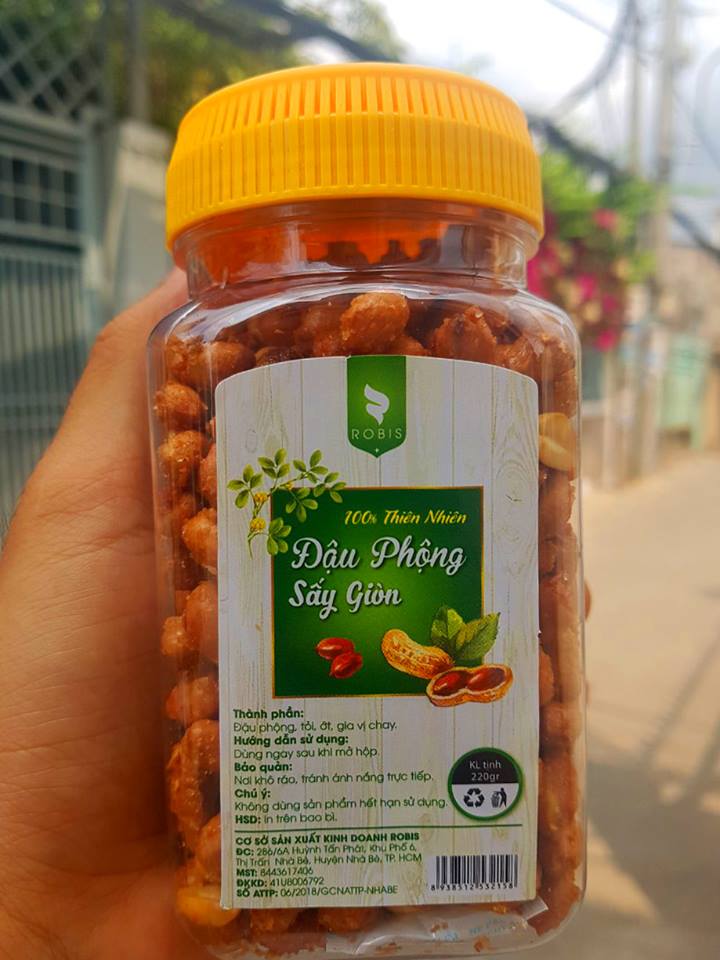 ROBIS
100% Thiên Nhiên
Đậu Phộng
Sấy Giòn
Thành phần:
Đậu phộng, tỏi, ớt, gia vị chay.
Hướng dẫn sử dụng:
Dùng ngay sau khi mở hộp.
Bảo quản:
Nơi khô ráo, tránh ánh nắng trực tiếp.
Chú ý:
Không dùng sản phẩm hết hạn sử dụng.
HSD: in trên bao bì.
KL tịnh
220gr
CƠ SỞ SẢN XUẤT KINH DOANH ROBIS
ĐC: 286/6A Huỳnh Tấn Phát, Khu Phố 6,
Thị Trấn Nhà Bè, Huyện Nhà Bè, TP. HCM
MST: 8443617406
ĐKKD: 41U8006792
SỐ ATTP: 06/2018/GCNATTP-NHABE
8 938512 532158